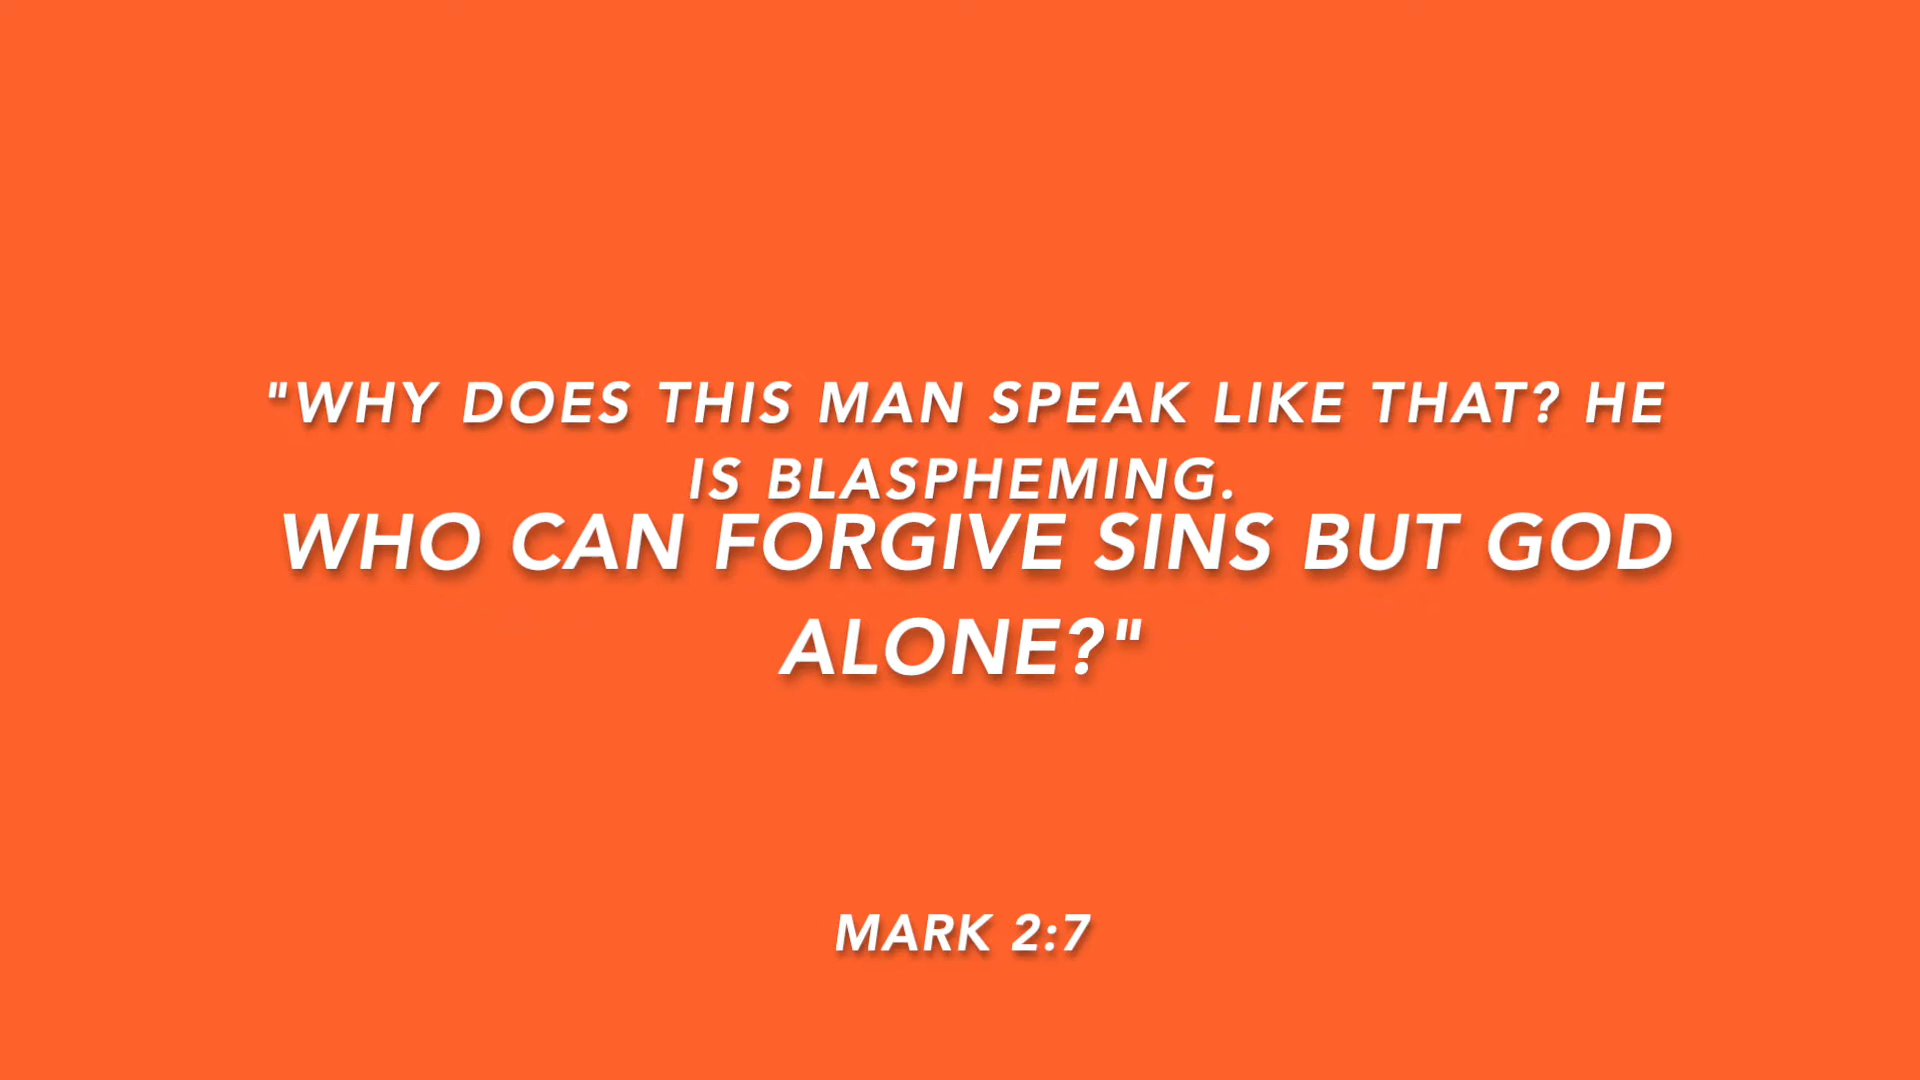 "WHY DOES THIS MAN SPEAK LIKE THAT? HE
IS BLASPHEMING.
WHO CAN FORGIVE SINS BUT GOD
ALONE?"
MARK 2:7